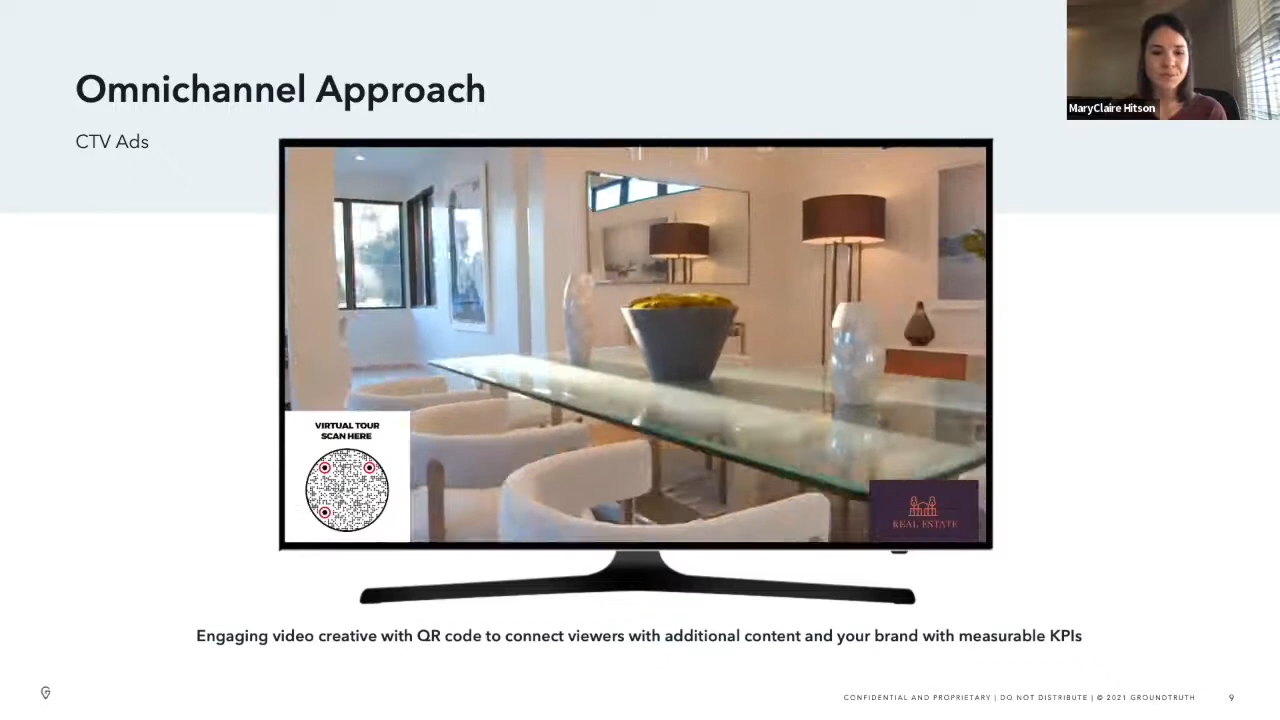 Omnichannel Approach
CTV Ads
MaryClaire Hitson
VIRTUAL TOUR
SCAN HERE
REAL ESTATE
Engaging video creative with QR code to connect viewers with additional content and your brand with measurable KPIs
CONFIDENTIAL AND PROPRIETARY | DO NOT DISTRIBUTE | © 2021 GROUNDTRUTH
9